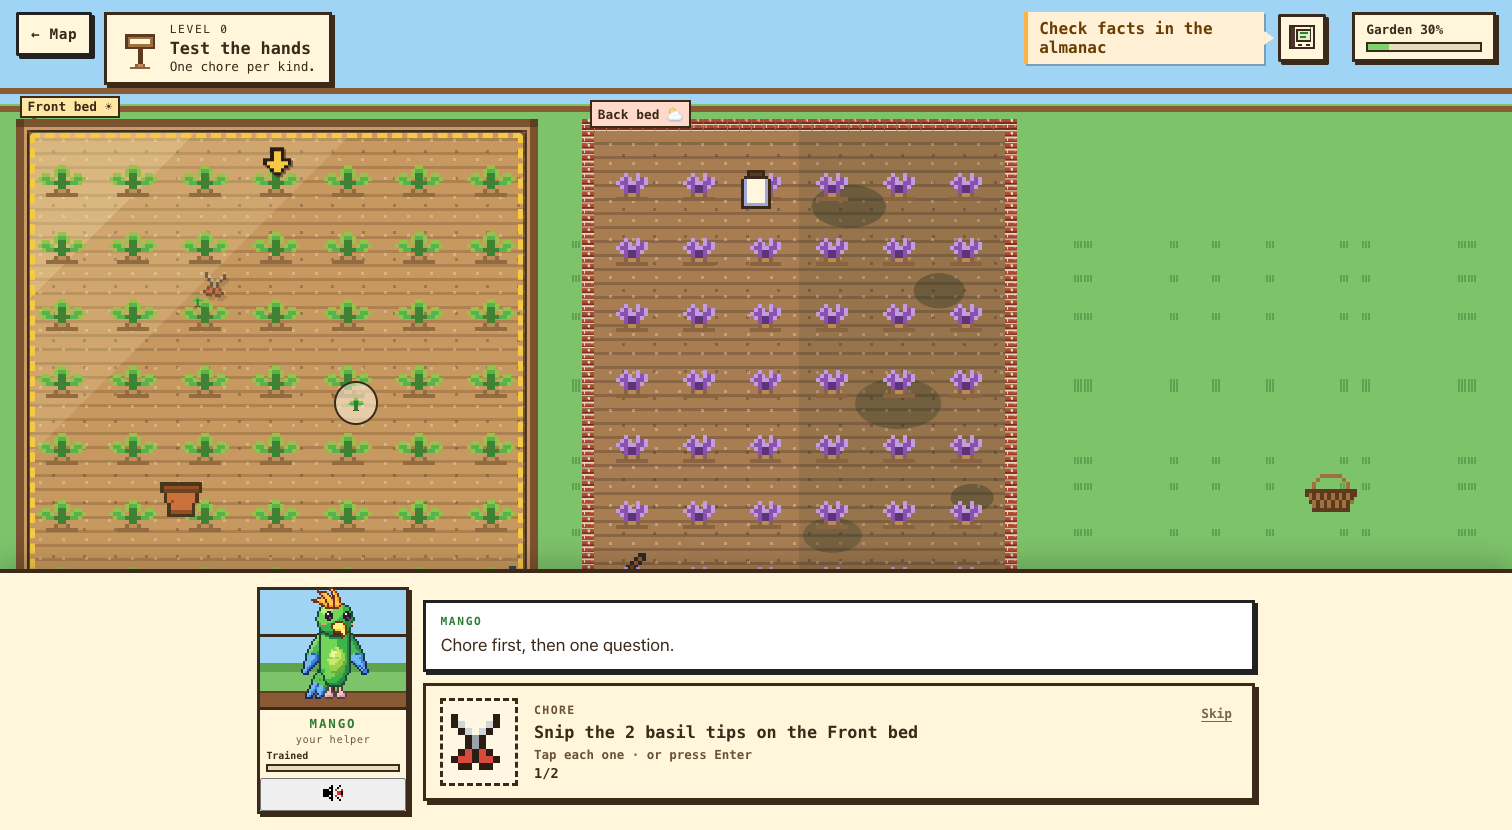 ← Map
LEVEL 0
Test the hands
One chore per kind.
Check facts in the
almanac
Garden 30%
Front bed ☀
Back bed 🌥
MANGO
Chore first, then one question.
MANGO
your helper
Trained
CHORE
Snip the 2 basil tips on the Front bed
Tap each one · or press Enter
1/2
Skip